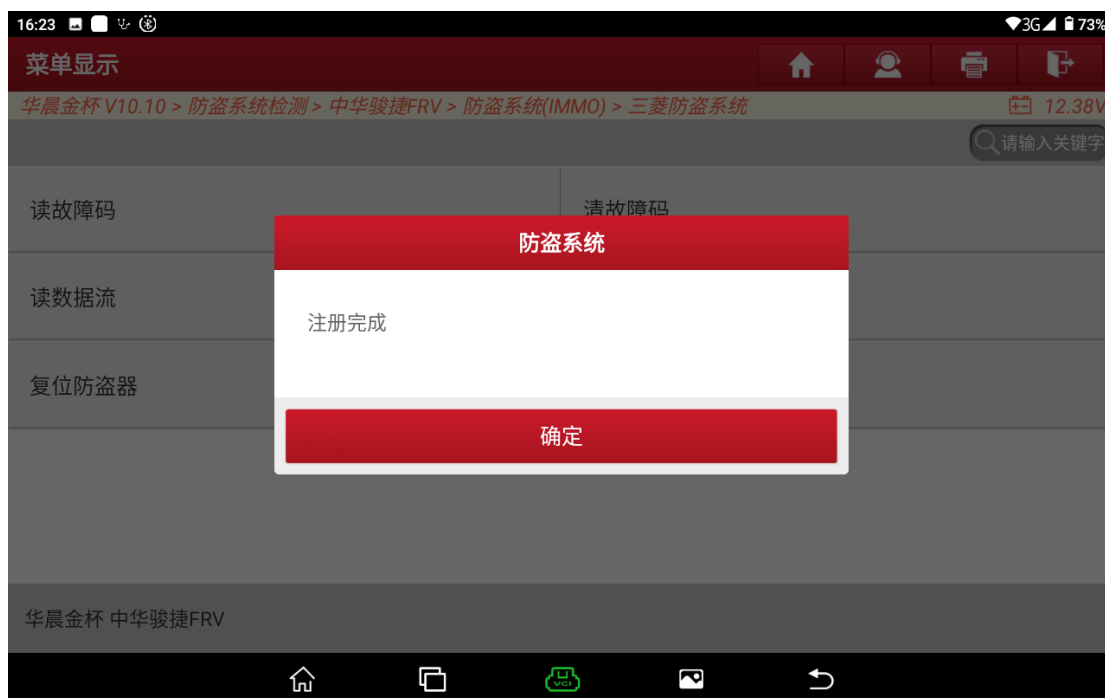 16:23
3G 73%
菜单显示
华晨金杯 V10.10 > 防盗系统检测 > 中华骏捷FRV > 防盗系统(IMMO) > 三菱防盗系统
12.38V
请输入关键字
读故障码
清故障码
防盗系统
读数据流
注册完成
复位防盗器
确定
华晨金杯 中华骏捷FRV
VCI